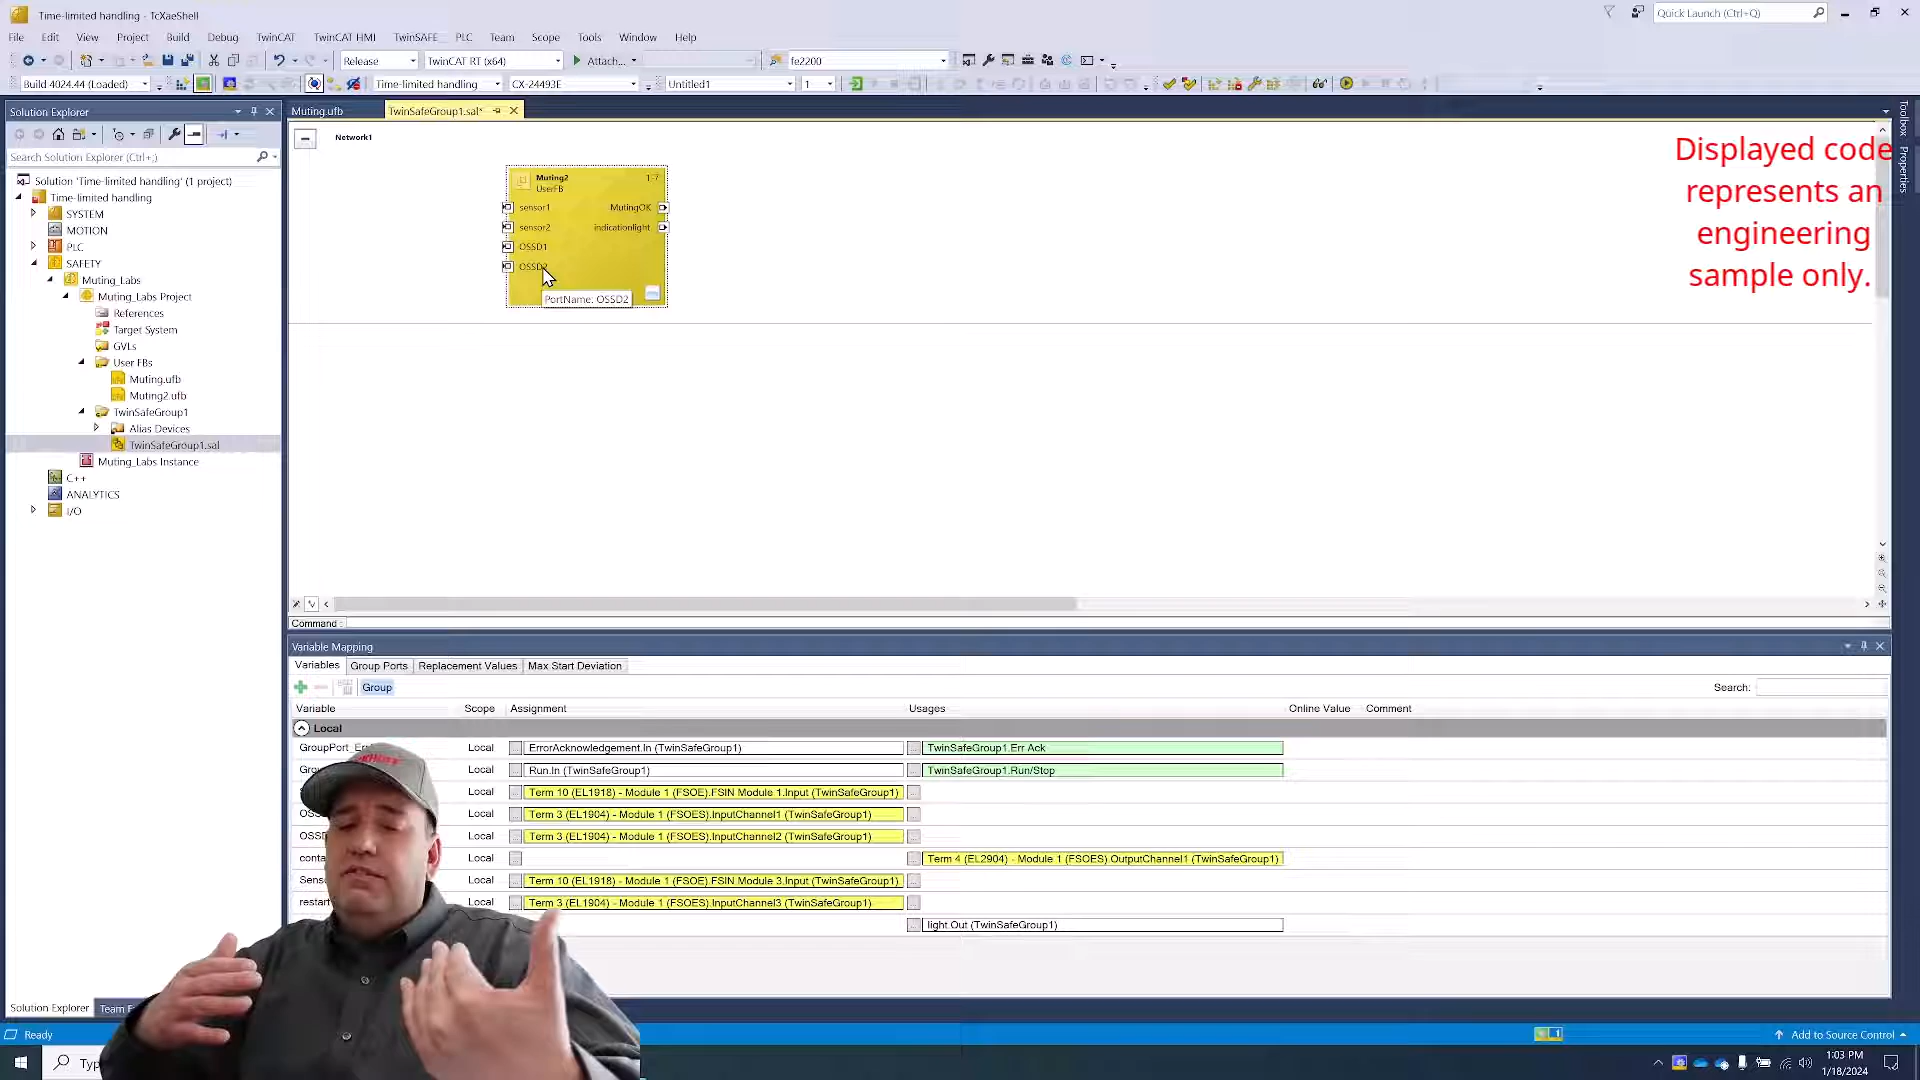 Time-limited handling - TcXaeShell
Quick Launch (Ctrl+Q)
File Edit View Project Build Debug TwinCAT TwinCAT HMI TwinSAFE PLC Team Scope Tools Window Help
Release TwinCAT RT (x64) Attach... fe2200
Build 4024.44 (Loaded) Time-limited handling CX-24493E Untitled1 1
Solution Explorer
Search Solution Explorer (Ctrl+;)
Solution 'Time-limited handling' (1 project)
Time-limited handling
SYSTEM
MOTION
PLC
SAFETY
Muting_Labs
Muting_Labs Project
References
Target System
GVLs
User FBs
Muting.ufb
Muting2.ufb
TwinSafeGroup1
Alias Devices
TwinSafeGroup1.sal
Muting_Labs Instance
C++
ANALYTICS
I/O
Solution Explorer
Muting.ufb
TwinSafeGroup1.sal*
Network1
Muting2 1-7
UserFB
sensor1 MutingOK
sensor2 indicationlight
OSSD1
OSSD2
PortName: OSSD2
Displayed code
represents an
engineering
sample only.
Toolbox
Properties
Command :
Variable Mapping
Variables Group Ports Replacement Values Max Start Deviation
Group
Search:
Variable Scope Assignment Usages Online Value Comment
Local
Local ErrorAcknowledgement.In (TwinSafeGroup1) TwinSafeGroup1.Err Ack
Local Run.In (TwinSafeGroup1) TwinSafeGroup1.Run/Stop
Local Term 10 (EL1918) - Module 1 (FSOE).FSIN Module 1.Input (TwinSafeGroup1)
Local Term 3 (EL1904) - Module 1 (FSOES).InputChannel1 (TwinSafeGroup1)
Local Term 3 (EL1904) - Module 1 (FSOES).InputChannel2 (TwinSafeGroup1)
Local Term 4 (EL2904) - Module 1 (FSOES).OutputChannel1 (TwinSafeGroup1)
Local Term 10 (EL1918) - Module 1 (FSOE).FSIN Module 3.Input (TwinSafeGroup1)
restart Local Term 3 (EL1904) - Module 1 (FSOES).InputChannel3 (TwinSafeGroup1)
light.Out (TwinSafeGroup1)
Ready
1
Add to Source Control
1:03 PM
1/18/2024